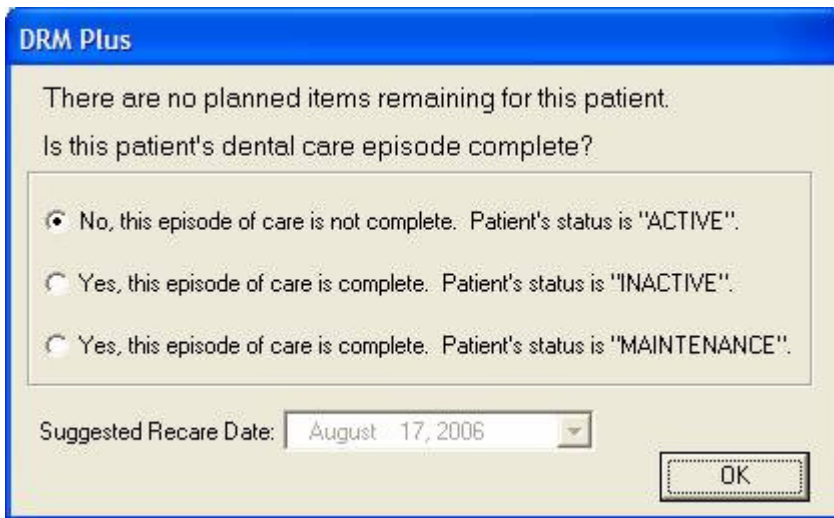 DRM Plus
There are no planned items remaining for this patient.
Is this patient's dental care episode complete?
No, this episode of care is not complete.  Patient's status is "ACTIVE".
Yes, this episode of care is complete.  Patient's status is "INACTIVE".
Yes, this episode of care is complete.  Patient's status is "MAINTENANCE".
Suggested Recare Date: August 17, 2006
OK